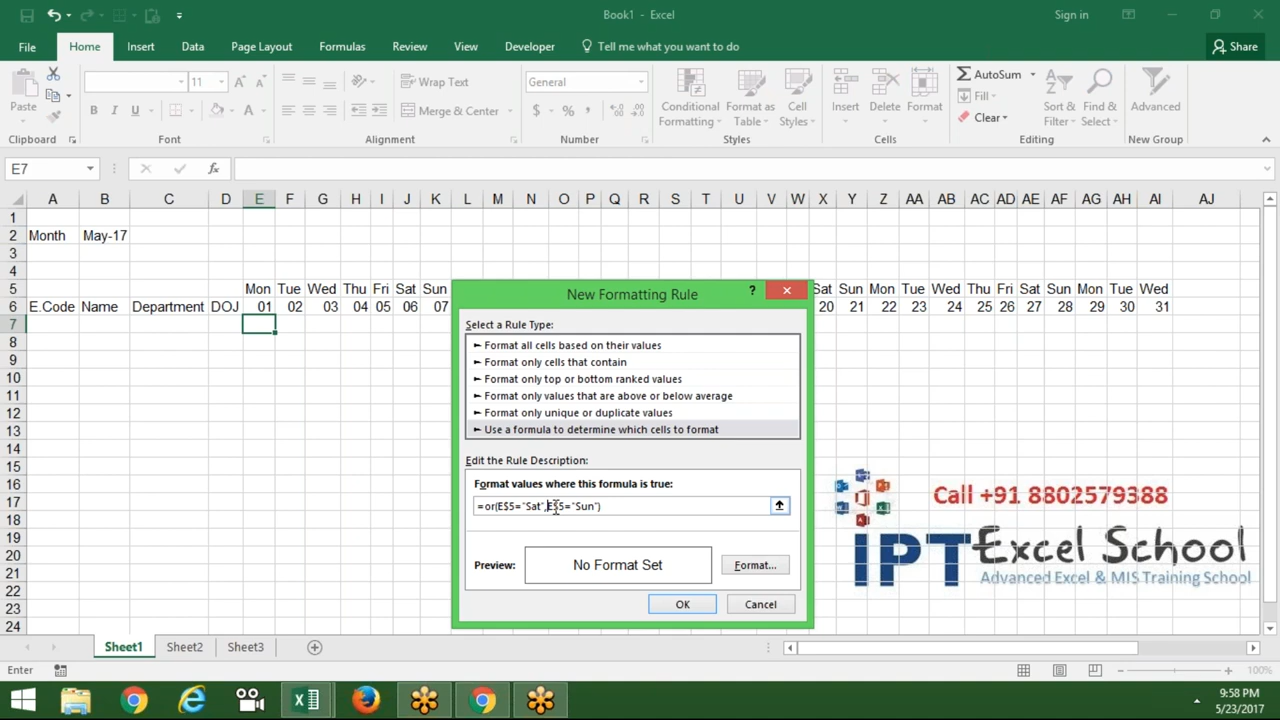 Book1 - Excel
Sign in
File Home Insert Data Page Layout Formulas Review View Developer Tell me what you want to do Share
Paste
11
Wrap Text
Merge & Center
General
$ % ,
Conditional Formatting
Format as Table
Cell Styles
Insert Delete Format
AutoSum
Fill
Clear
Sort & Filter
Find & Select
Advanced
Clipboard Font Alignment Number Styles Cells Editing New Group
E7
fx
A B C D E F G H I J K L M N O P Q R S T U V W X Y Z AA AB AC AD AE AF AG AH AI AJ
1
2 Month May-17
3
4
5 Mon Tue Wed Thu Fri Sat Sun Sat Sun Mon Tue Wed Thu Fri Sat Sun Mon Tue Wed
6 E.Code Name Department DOJ 01 02 03 04 05 06 07 20 21 22 23 24 25 26 27 28 29 30 31
7
8
9
10
11
12
13
14
15
16
17
18
19
20
21
22
23
24
New Formatting Rule
?
Select a Rule Type:
► Format all cells based on their values
► Format only cells that contain
► Format only top or bottom ranked values
► Format only values that are above or below average
► Format only unique or duplicate values
► Use a formula to determine which cells to format
Edit the Rule Description:
Format values where this formula is true:
=or(E$5="Sat",E$5="Sun")
Preview: No Format Set Format...
OK Cancel
Call +91 8802579388
IPT Excel School
Advanced Excel & MIS Training School
Sheet1 Sheet2 Sheet3
Enter
100%
9:58 PM
5/23/2017